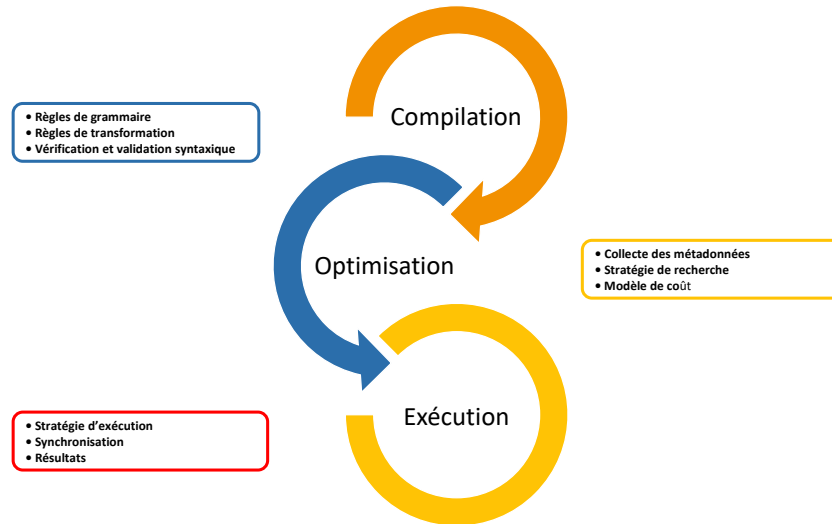 Compilation
• Règles de grammaire
• Règles de transformation
• Vérification et validation syntaxique
Optimisation
• Collecte des métadonnées
• Stratégie de recherche
• Modèle de coût
Exécution
• Stratégie d’exécution
• Synchronisation
• Résultats